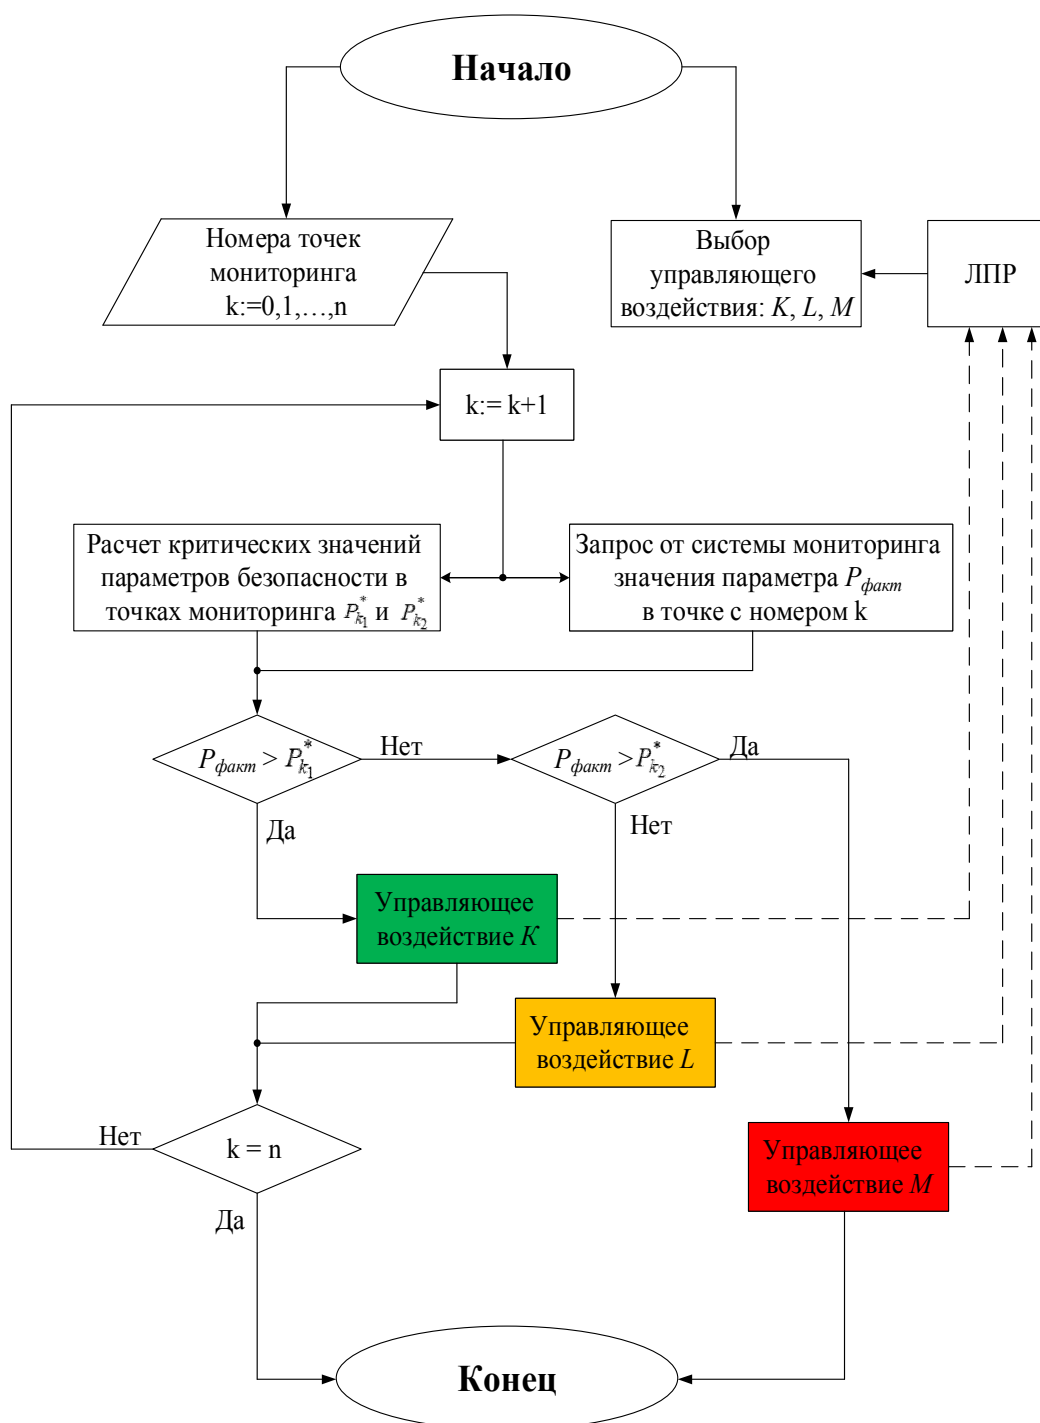 Начало
Номера точек
мониторинга
k:=0,1,…,n
Выбор
управляющего
воздействия: K, L, M
ЛПР
k:= k+1
Расчет критических значений
параметров безопасности в
точках мониторинга P*k1 и P*k2
Запрос от системы мониторинга
значения параметра Pфакт
в точке с номером k
Pфакт > P*k1
Нет
Pфакт > P*k2
Да
Да
Нет
Управляющее
воздействие K
Управляющее
воздействие L
Нет
k = n
Управляющее
воздействие M
Да
Конец